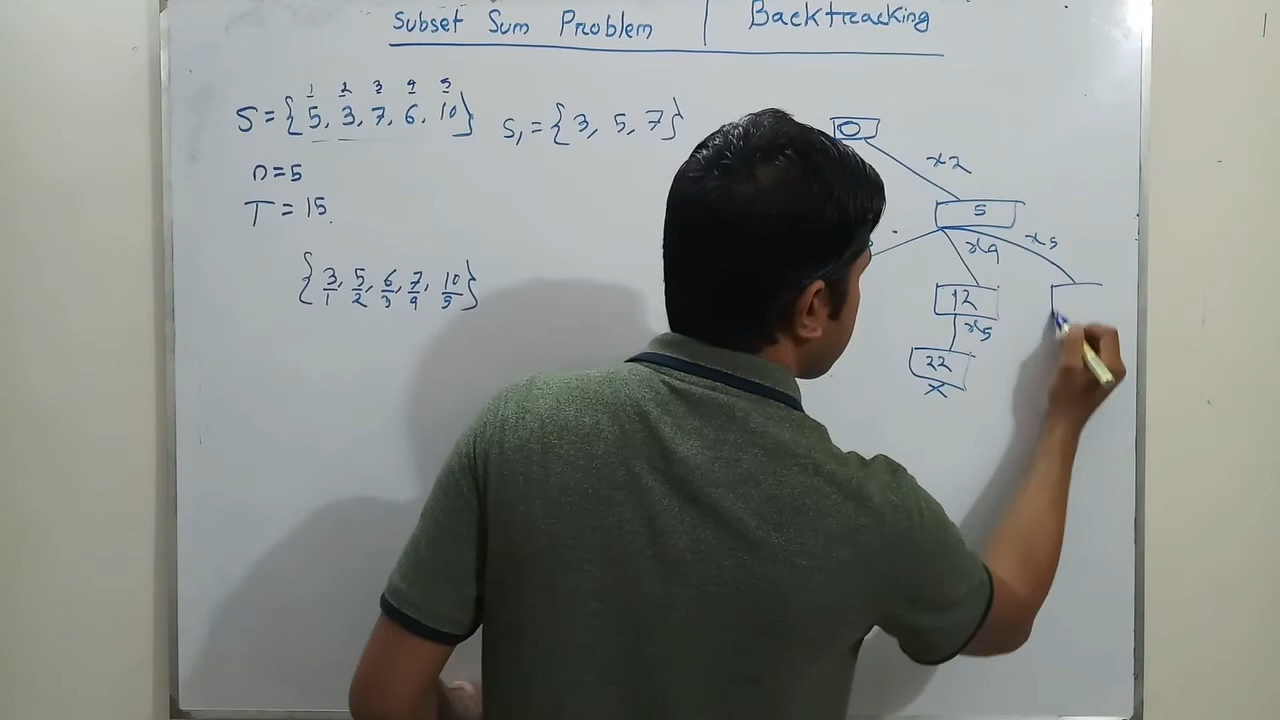 Subset Sum Problem | Backtracking
1 2 3 4 5
S = {5, 3, 7, 6, 10}
S₁ = {3, 5, 7}
n = 5
T = 15
{3, 5, 6, 7, 10}
1 2 3 4 5
0
x2
5
x4
x5
12
x5
22
x